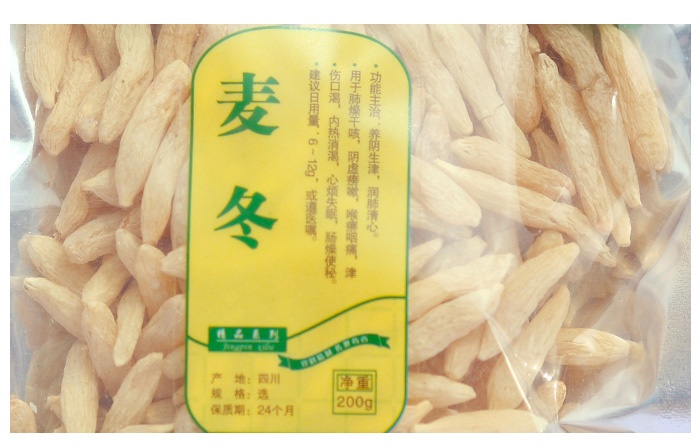 麦冬
·功能主治：养阴生津，润肺清心。
用于肺燥干咳，阴虚痨嗽，喉痹咽痛，津
伤口渴，内热消渴，心烦失眠，肠燥便秘。
·建议日用量：6~12g，或遵医嘱。
精品系列
Jingpin xilie
产 地：四川
规 格：选
保质期：24个月
净重
200g